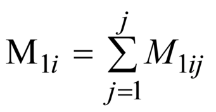 M₁ᵢ = ∑_{j=1}^{j} M₁ᵢⱼ